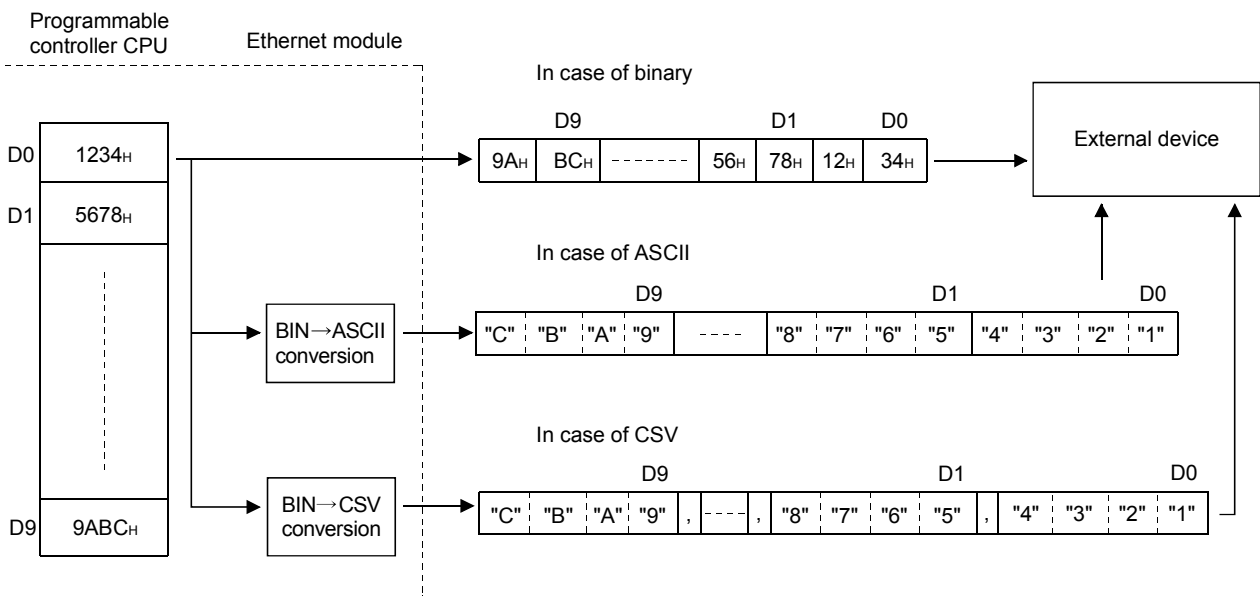 Programmable
controller CPU
Ethernet module
In case of binary
D9 D1 D0
9AH BCH 56H 78H 12H 34H
External device
D0 1234H
D1 5678H
D9 9ABCH
In case of ASCII
D9 D1 D0
BIN→ASCII
conversion
"C" "B" "A" "9" "8" "7" "6" "5" "4" "3" "2" "1"
In case of CSV
D9 D1 D0
BIN→CSV
conversion
"C" "B" "A" "9" , , "8" "7" "6" "5" , "4" "3" "2" "1"